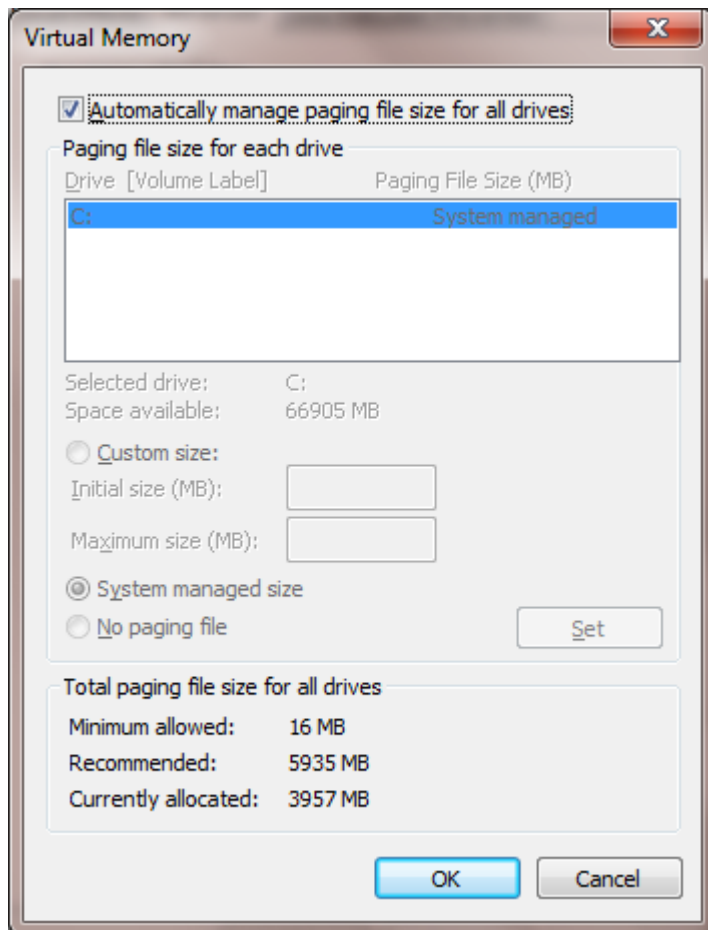 Virtual Memory
Automatically manage paging file size for all drives
Paging file size for each drive
Drive [Volume Label] Paging File Size (MB)
C: System managed
Selected drive: C:
Space available: 66905 MB
Custom size:
Initial size (MB):
Maximum size (MB):
System managed size
No paging file Set
Total paging file size for all drives
Minimum allowed: 16 MB
Recommended: 5935 MB
Currently allocated: 3957 MB
OK Cancel